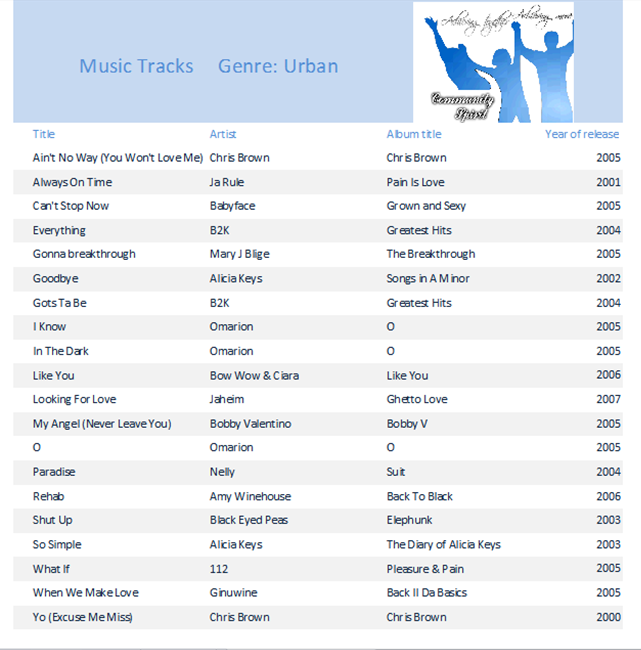 Achieving together Achieving more
Music Tracks Genre: Urban
Community
Spirit
Title Artist Album title Year of release
Ain't No Way (You Won't Love Me) Chris Brown Chris Brown 2005
Always On Time Ja Rule Pain Is Love 2001
Can't Stop Now Babyface Grown and Sexy 2005
Everything B2K Greatest Hits 2004
Gonna breakthrough Mary J Blige The Breakthrough 2005
Goodbye Alicia Keys Songs in A Minor 2002
Gots Ta Be B2K Greatest Hits 2004
I Know Omarion O 2005
In The Dark Omarion O 2005
Like You Bow Wow & Ciara Like You 2006
Looking For Love Jaheim Ghetto Love 2007
My Angel (Never Leave You) Bobby Valentino Bobby V 2005
O Omarion O 2005
Paradise Nelly Suit 2004
Rehab Amy Winehouse Back To Black 2006
Shut Up Black Eyed Peas Elephunk 2003
So Simple Alicia Keys The Diary of Alicia Keys 2003
What If 112 Pleasure & Pain 2005
When We Make Love Ginuwine Back II Da Basics 2005
Yo (Excuse Me Miss) Chris Brown Chris Brown 2000